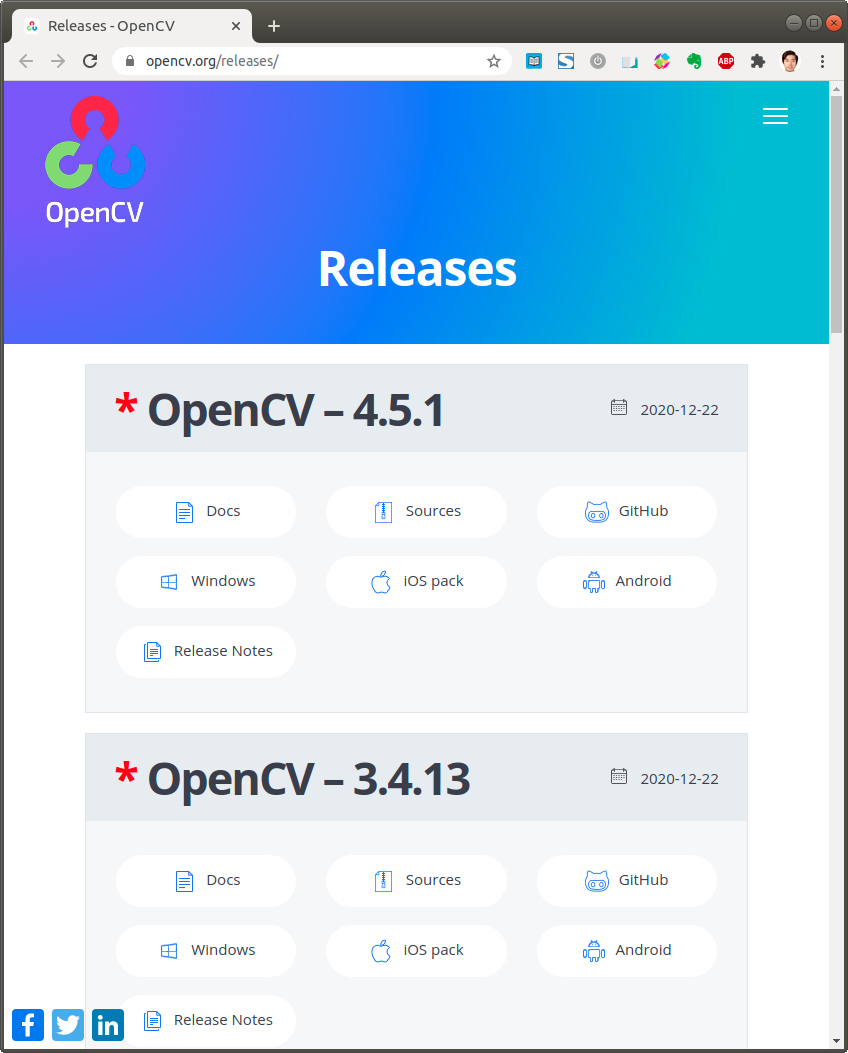 Releases - OpenCV
opencv.org/releases/
ABP
OpenCV
Releases
* OpenCV – 4.5.1
2020-12-22
Docs
Sources
GitHub
Windows
iOS pack
Android
Release Notes
* OpenCV – 3.4.13
2020-12-22
Docs
Sources
GitHub
Windows
iOS pack
Android
Release Notes